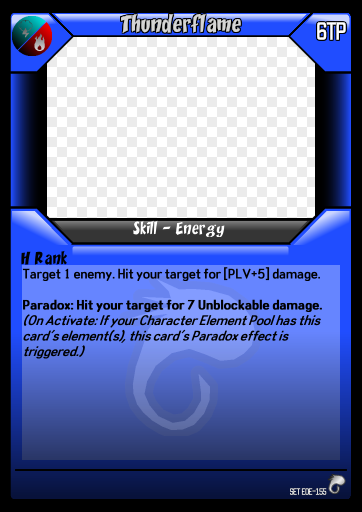 Thunderflame
6TP
Skill - Energy
H Rank
Target 1 enemy. Hit your target for [PLV+5] damage.
Paradox: Hit your target for 7 Unblockable damage.
(On Activate: If your Character Element Pool has this
card's element(s), this card's Paradox effect is
triggered.)
SET EOE-155